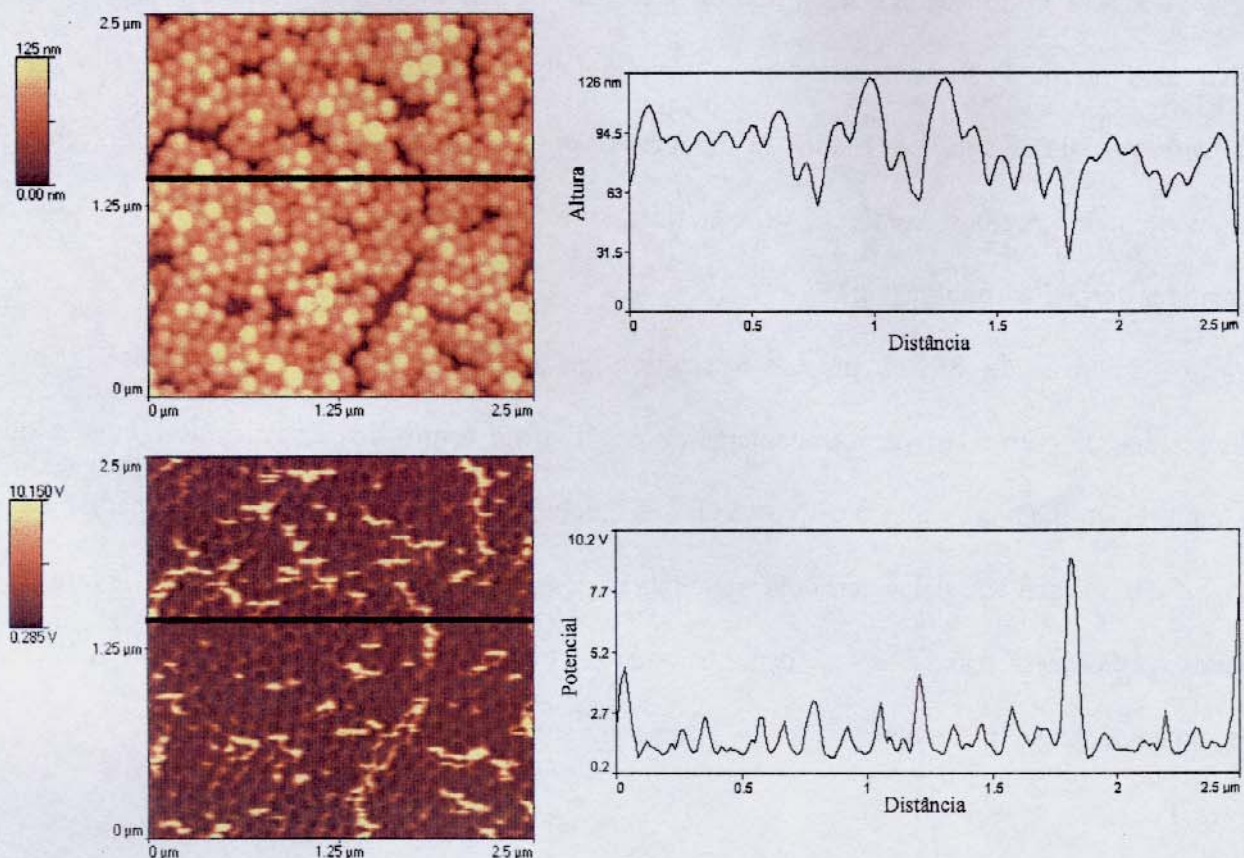 2.5 µm
125 nm
0.00 nm
1.25 µm
0 µm
0 µm
1.25 µm
2.5 µm
126 nm
94.5
63
31.5
0
Altura
0
0.5
1
1.5
2
2.5 µm
Distância
2.5 µm
10.150 V
0.285 V
1.25 µm
0 µm
0 µm
1.25 µm
2.5 µm
10.2 V
7.7
5.2
2.7
0.2
Potencial
0
0.5
1
1.5
2
2.5 µm
Distância